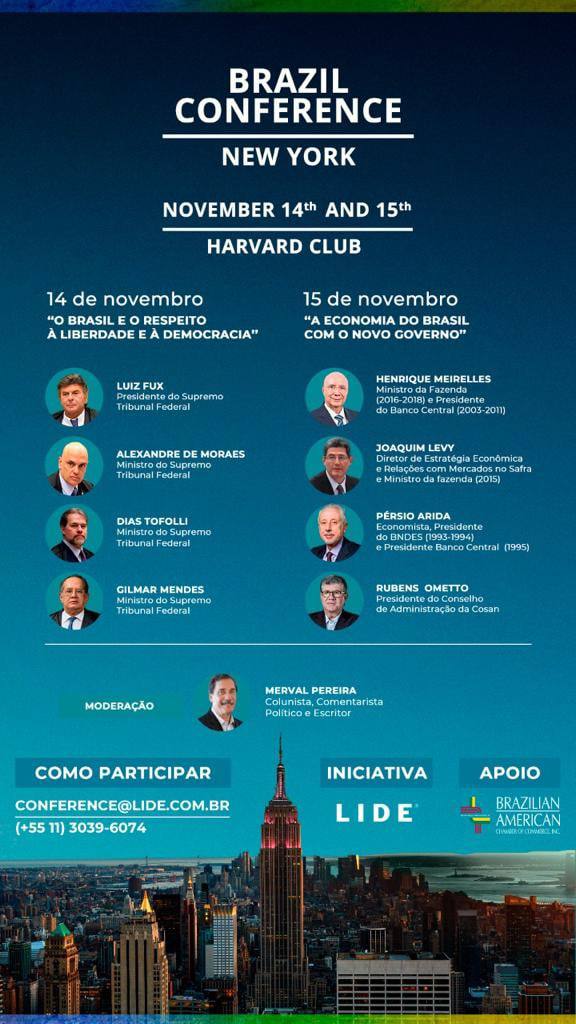 BRAZIL
CONFERENCE
NEW YORK
NOVEMBER 14th AND 15th
HARVARD CLUB
14 de novembro
“O BRASIL E O RESPEITO
À LIBERDADE E À DEMOCRACIA”
LUIZ FUX
Presidente do Supremo
Tribunal Federal
ALEXANDRE DE MORAES
Ministro do Supremo
Tribunal Federal
DIAS TOFOLLI
Ministro do Supremo
Tribunal Federal
GILMAR MENDES
Ministro do Supremo
Tribunal Federal
15 de novembro
“A ECONOMIA DO BRASIL
COM O NOVO GOVERNO”
HENRIQUE MEIRELLES
Ministro da Fazenda
(2016-2018) e Presidente
do Banco Central (2003-2011)
JOAQUIM LEVY
Diretor de Estratégia Econômica
e Relações com Mercados no Safra
e Ministro da fazenda (2015)
PÉRSIO ARIDA
Economista, Presidente
do BNDES (1993-1994)
e Presidente Banco Central (1995)
RUBENS OMETTO
Presidente do Conselho
de Administração da Cosan
MODERAÇÃO
MERVAL PEREIRA
Colunista, Comentarista
Político e Escritor
COMO PARTICIPAR
CONFERENCE@LIDE.COM.BR
(+55 11) 3039-6074
INICIATIVA
LIDE
APOIO
BRAZILIAN
AMERICAN
CHAMBER OF COMMERCE, INC.